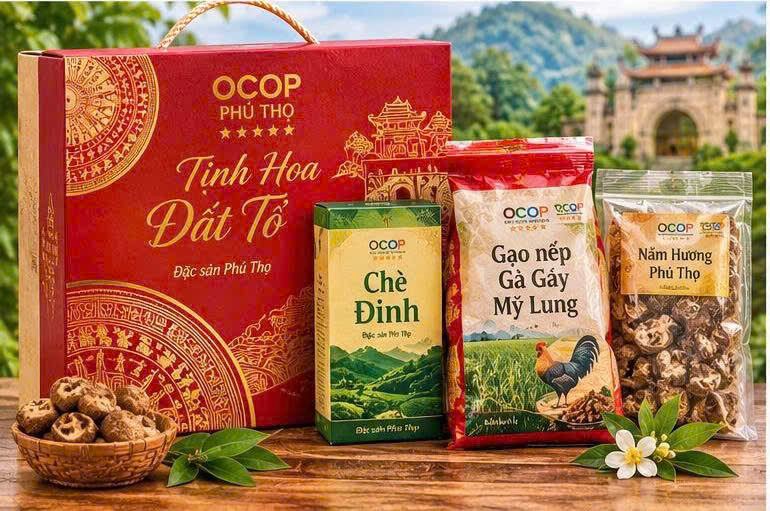 OCOP
PHÚ THỌ
Tịnh Hoa
Đất Tổ
Đặc sản Phú Thọ
OCOP
Chè
Đinh
Đặc sản Phú Thọ
Đặc sản Phú Thọ
OCOP OCOP
Gạo nếp
Gà Gáy
Mỹ Lung
OCOP
Nắm Hương
Phú Thọ